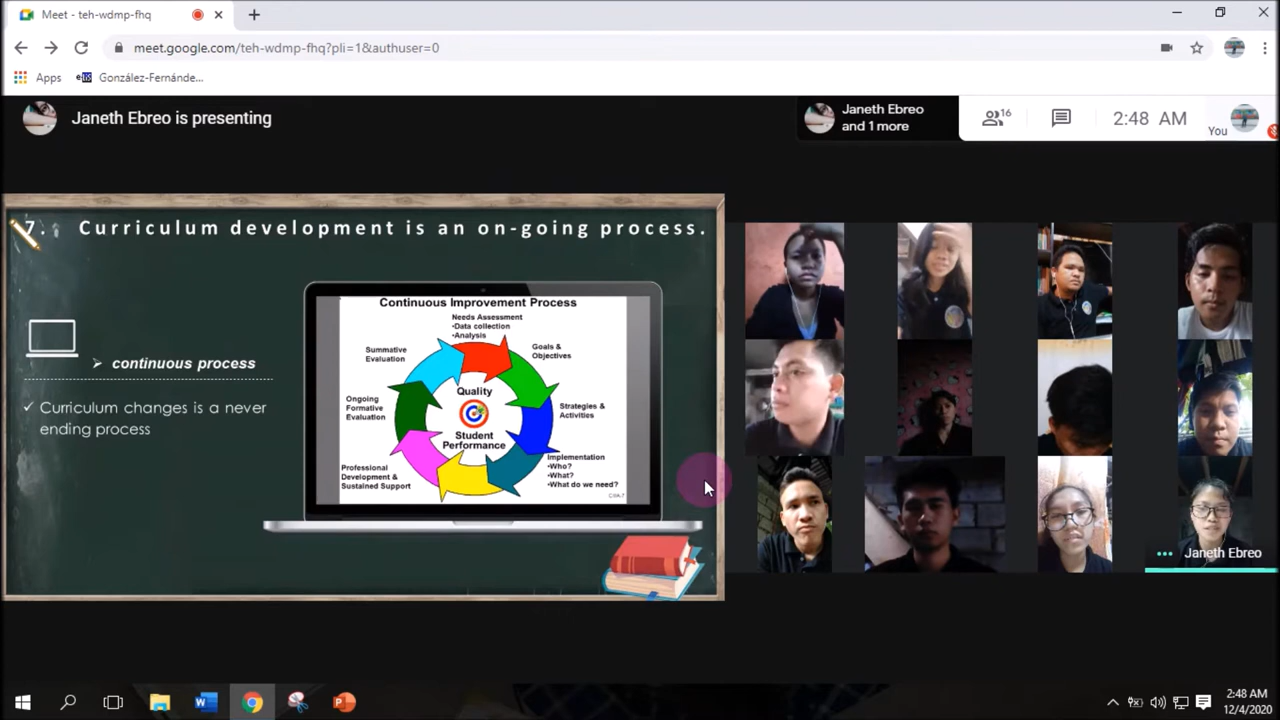 Meet - teh-wdmp-fhq
meet.google.com/teh-wdmp-fhq?pli=1&authuser=0
Apps
González-Fernánde...
Janeth Ebreo is presenting
Janeth Ebreo
and 1 more
16
2:48 AM
You
7. Curriculum development is an on-going process.
➢ continuous process
✓ Curriculum changes is a never
ending process
Continuous Improvement Process
Needs Assessment
•Data collection
•Analysis
Goals &
Objectives
Strategies &
Activities
Implementation
•Who?
•What?
•What do we need?
Professional
Development &
Sustained Support
Ongoing
Formative
Evaluation
Summative
Evaluation
Quality
Student
Performance
Janeth Ebreo
2:48 AM
12/4/2020